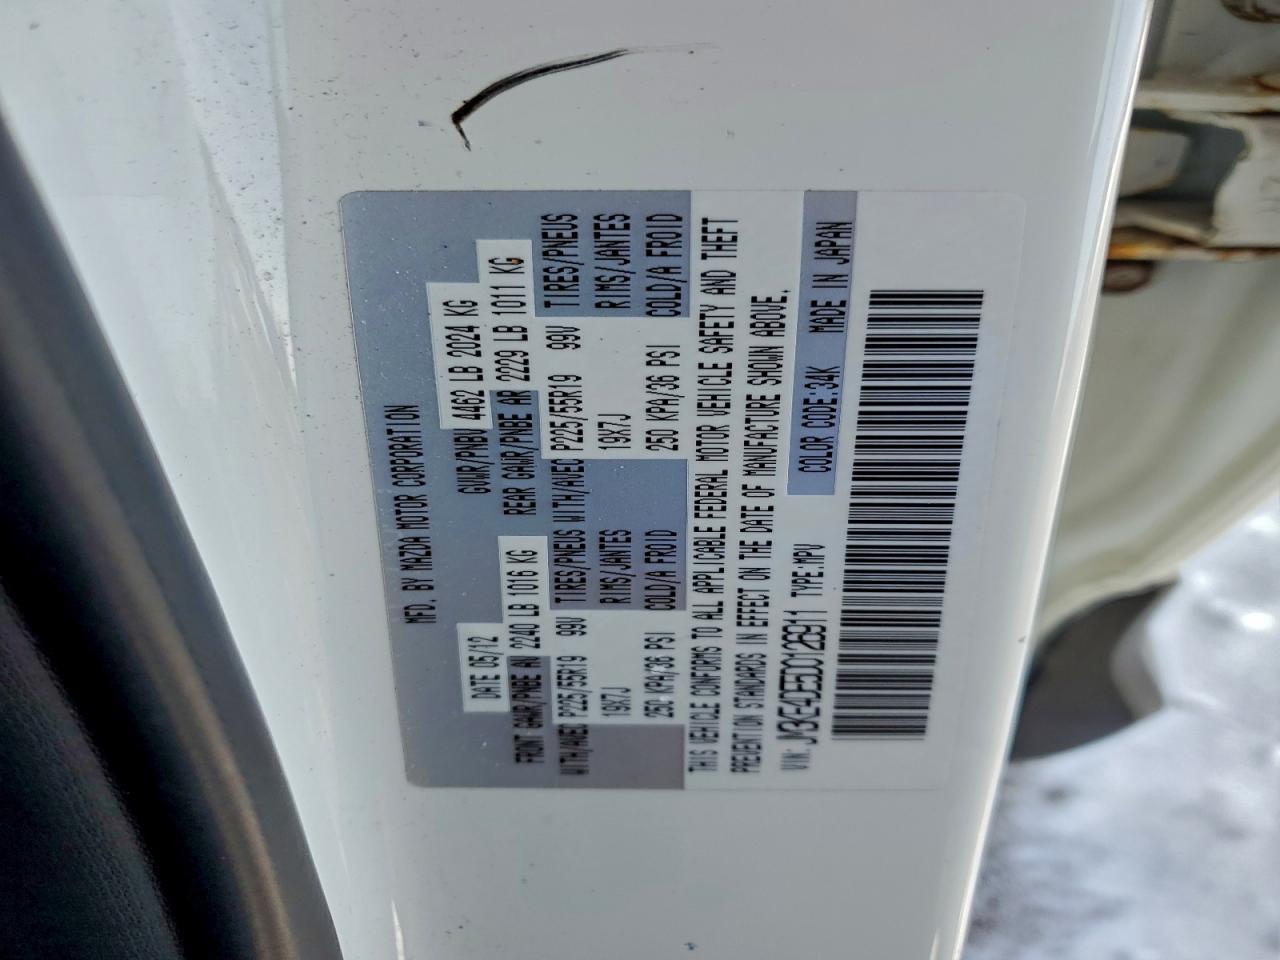 MFD. BY MAZDA MOTOR CORPORATION
DATE 05/12 GVWR/PNBV 4462 LB 2024 KG
FRONT GAWR/PNBE AV 2240 LB 1016 KG REAR GAWR/PNBE AR 2229 LB 1011 KG
WITH/AVEC P225/55R19 99V TIRES/PNEUS WITH/AVEC P225/55R19 99V TIRES/PNEUS
19X7J RIMS/JANTES 19X7J RIMS/JANTES
250 KPA/36 PSI COLD/A FROID 250 KPA/36 PSI COLD/A FROID
THIS VEHICLE CONFORMS TO ALL APPLICABLE FEDERAL MOTOR VEHICLE SAFETY AND THEFT
PREVENTION STANDARDS IN EFFECT ON THE DATE OF MANUFACTURE SHOWN ABOVE.
VIN: JM3KE4DE5D0126911 TYPE:MPV COLOR CODE:34K MADE IN JAPAN